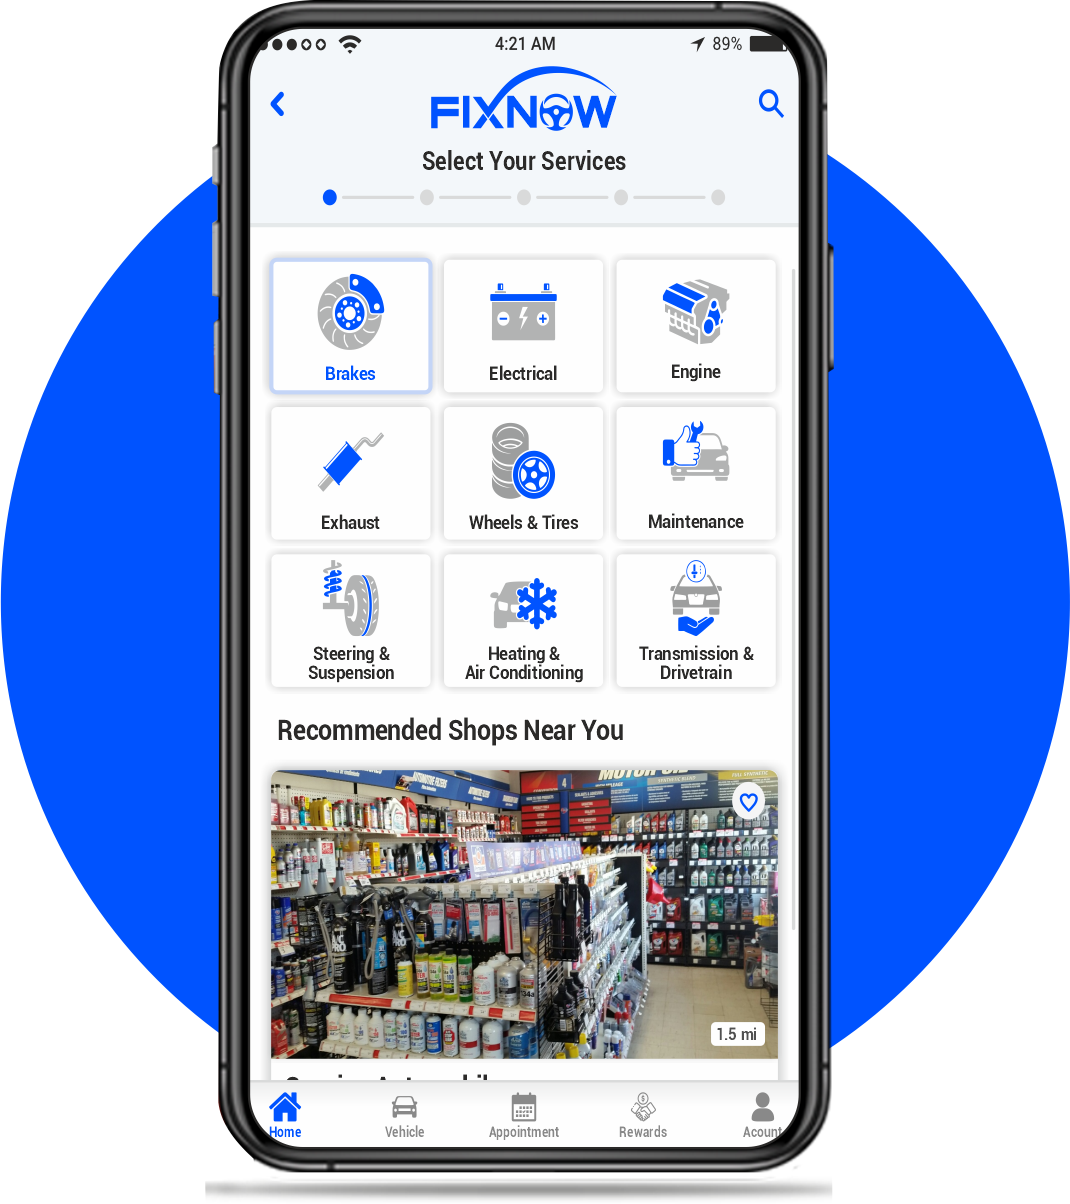 4:21 AM
89%
FIXNOW
Select Your Services
Brakes
Electrical
Engine
Exhaust
Wheels & Tires
Maintenance
Steering &
Suspension
Heating &
Air Conditioning
Transmission &
Drivetrain
Recommended Shops Near You
MOTOR OIL
4
1.5 mi
Home
Vehicle
Appointment
Rewards
Acount